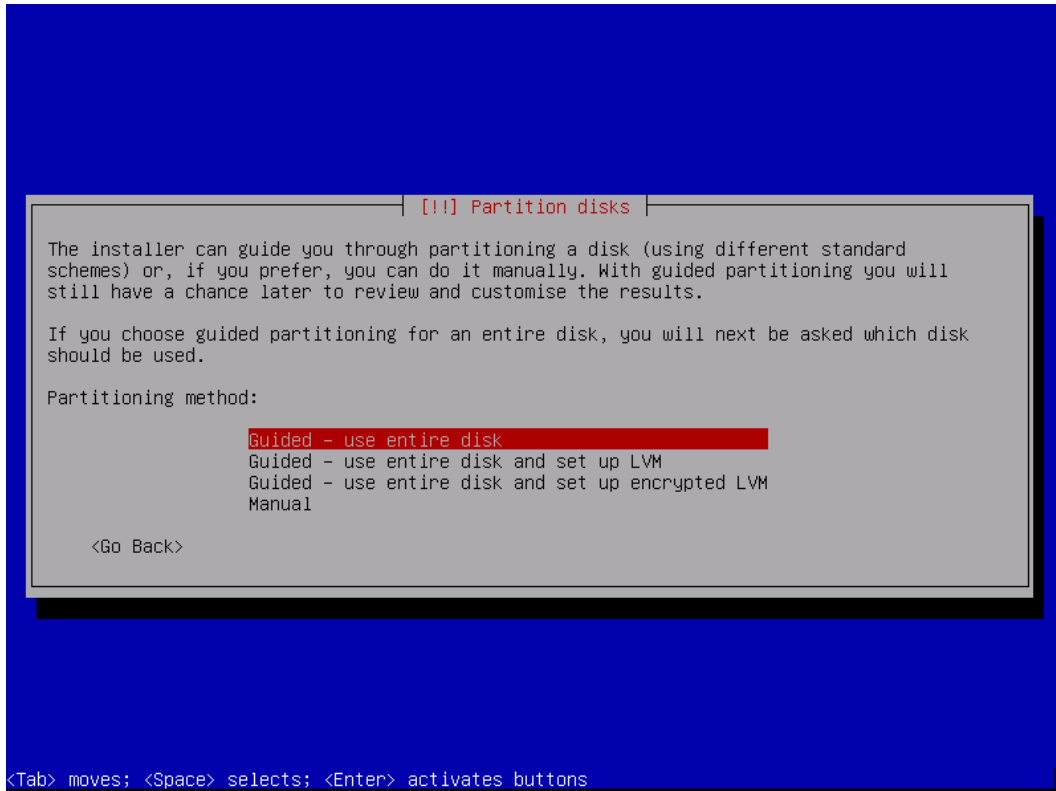 [!!] Partition disks
The installer can guide you through partitioning a disk (using different standard
schemes) or, if you prefer, you can do it manually. With guided partitioning you will
still have a chance later to review and customise the results.
If you choose guided partitioning for an entire disk, you will next be asked which disk
should be used.
Partitioning method:
Guided - use entire disk
Guided - use entire disk and set up LVM
Guided - use entire disk and set up encrypted LVM
Manual
<Go Back>
<Tab> moves; <Space> selects; <Enter> activates buttons